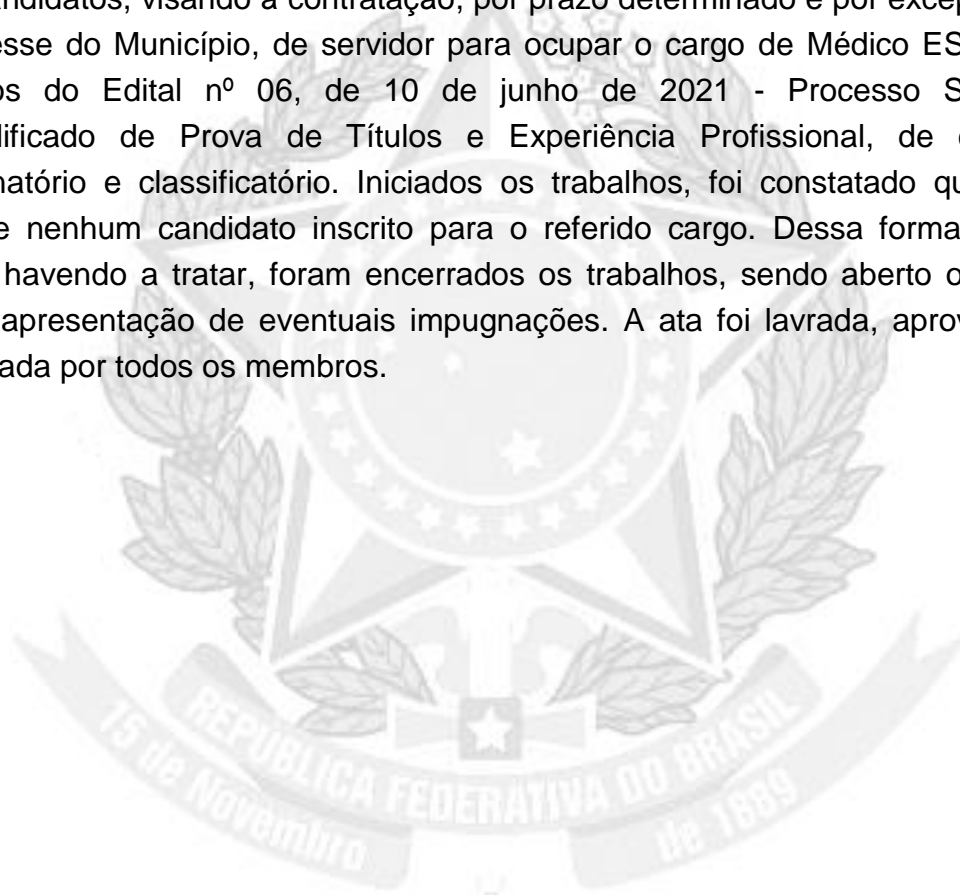 ndidatos, visando a contratação, por prazo determinado e por excep
esse do Município, de servidor para ocupar o cargo de Médico ES
os do Edital nº 06, de 10 de junho de 2021 - Processo S
lificado de Prova de Títulos e Experiência Profissional, de
natório e classificatório. Iniciados os trabalhos, foi constatado qu
e nenhum candidato inscrito para o referido cargo. Dessa forma
havendo a tratar, foram encerrados os trabalhos, sendo aberto o
apresentação de eventuais impugnações. A ata foi lavrada, aprov
ada por todos os membros.
REPÚBLICA FEDERATIVA DO BRASIL
15 de Novembro de 1889